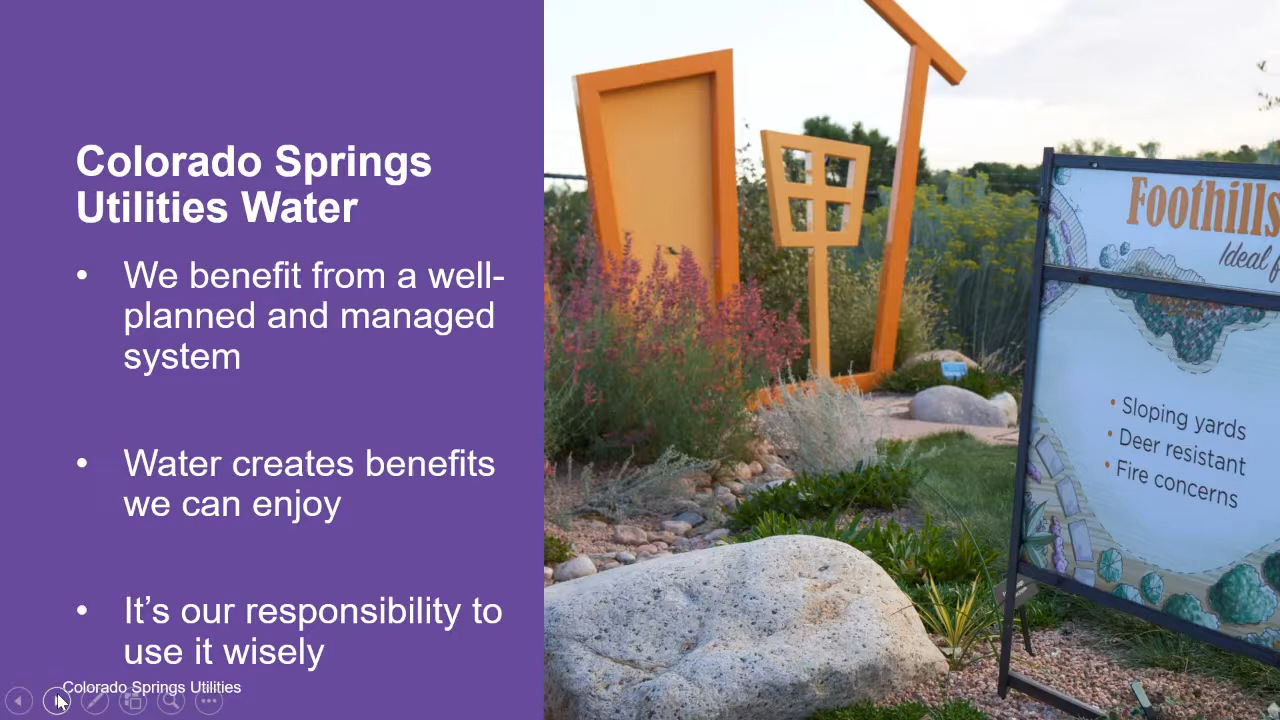 Colorado Springs
Utilities Water
• We benefit from a well-
planned and managed
system
• Water creates benefits
we can enjoy
• It’s our responsibility to
use it wisely
Colorado Springs Utilities
Foothills
Ideal
• Sloping yards
• Deer resistant
• Fire concerns